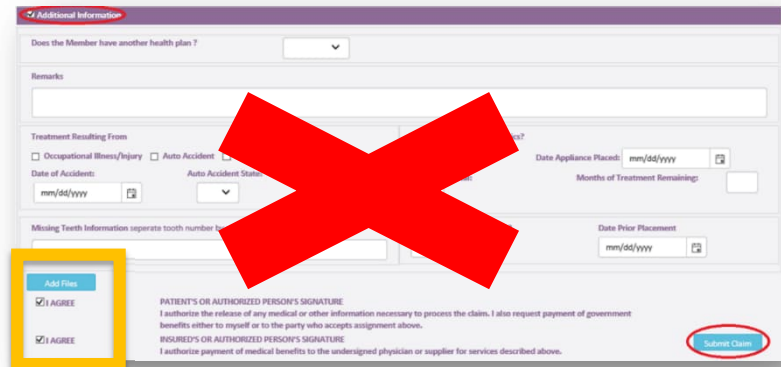 Additional Information
Does the Member have another health plan ?
Remarks
Treatment Resulting From
Occupational Illness/Injury Auto Accident
Date Appliance Placed: mm/dd/yyyy
Date of Accident: Auto Accident State: Months of Treatment Remaining:
mm/dd/yyyy
Missing Teeth Information seperate tooth number Date Prior Placement
mm/dd/yyyy
Add Files
I AGREE PATIENT'S OR AUTHORIZED PERSON'S SIGNATURE
I authorize the release of any medical or other information necessary to process the claim. I also request payment of government
benefits either to myself or to the party who accepts assignment above.
I AGREE INSURED'S OR AUTHORIZED PERSON'S SIGNATURE
I authorize payment of medical benefits to the undersigned physician or supplier for services described above.
Submit Claim